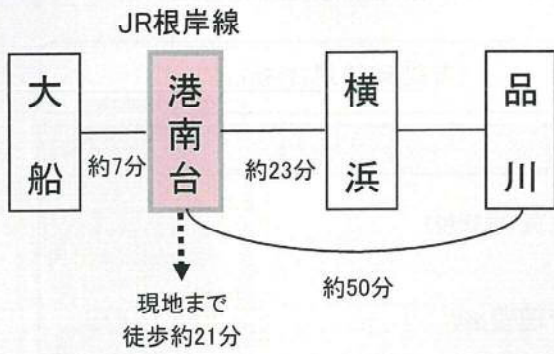 JR根岸線
大船
港南台
横浜
品川
約7分
約23分
約50分
現地まで
徒歩約21分